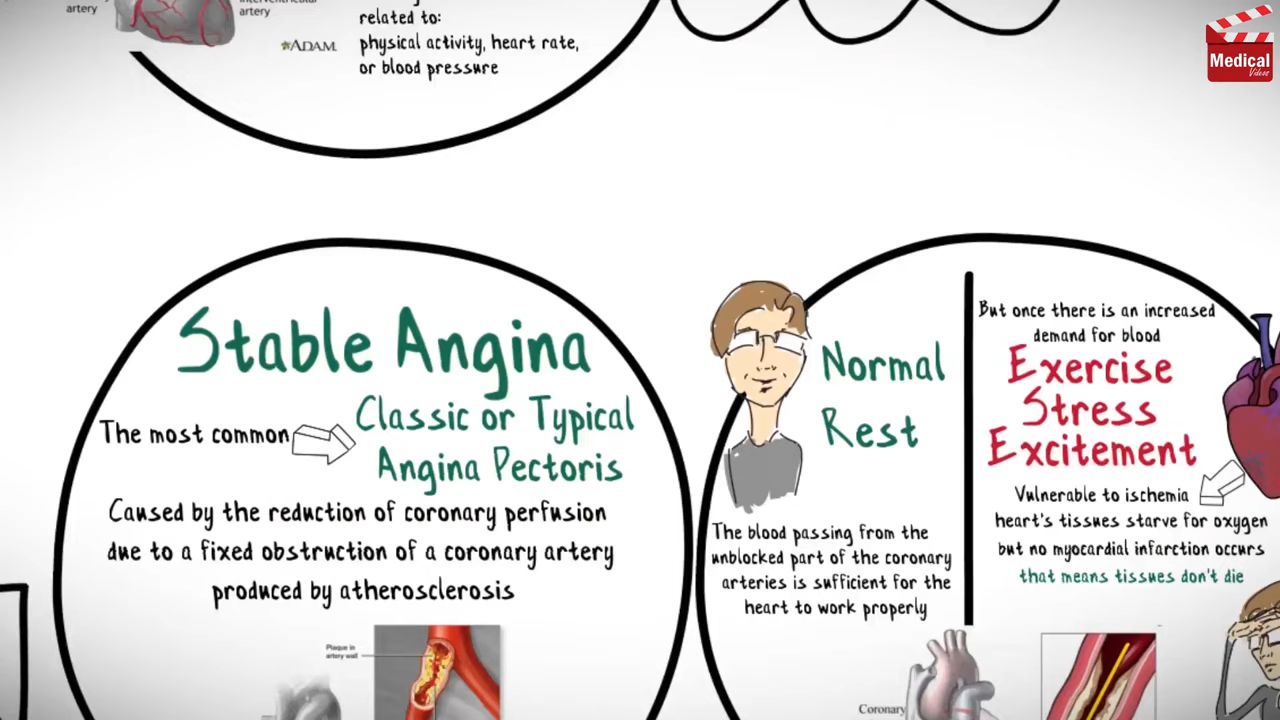 artery
artery
related to:
physical activity, heart rate,
or blood pressure
ADAM.
Medical
Videos
Stable Angina
The most common
Classic or Typical
Angina Pectoris
Caused by the reduction of coronary perfusion
due to a fixed obstruction of a coronary artery
produced by atherosclerosis
Plaque in
artery wall
Normal
Rest
The blood passing from the
unblocked part of the coronary
arteries is sufficient for the
heart to work properly
But once there is an increased
demand for blood
Exercise
Stress
Excitement
Vulnerable to ischemia
heart's tissues starve for oxygen
but no myocardial infarction occurs
that means tissues don't die
Coronary